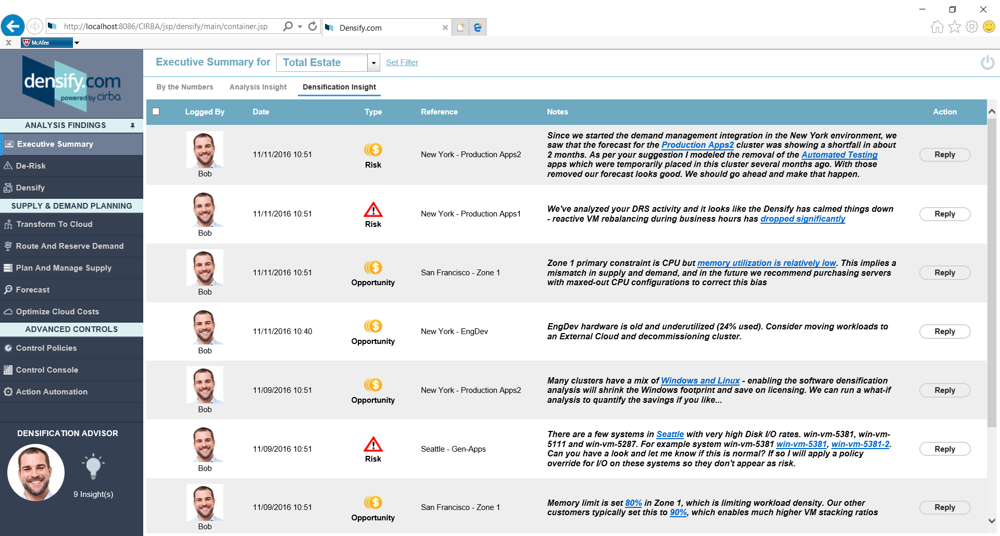 http://localhost:8086/CIRBA/jsp/densify/main/container.jsp
Densify.com
McAfee
densify.com
powered by cirba
ANALYSIS FINDINGS
Executive Summary
De-Risk
Densify
SUPPLY & DEMAND PLANNING
Transform To Cloud
Route And Reserve Demand
Plan And Manage Supply
Forecast
Optimize Cloud Costs
ADVANCED CONTROLS
Control Policies
Control Console
Action Automation
DENSIFICATION ADVISOR
9 Insight(s)
Executive Summary for Total Estate Set Filter
By the Numbers Analysis Insight Densification Insight
Logged By Date Type Reference Notes Action
Bob
11/11/2016 10:51
Risk
New York - Production Apps2
Since we started the demand management integration in the New York environment, we
saw that the forecast for the Production Apps2 cluster was showing a shortfall in about
2 months. As per your suggestion I modeled the removal of the Automated Testing
apps which were temporarily placed in this cluster several months ago. With those
removed our forecast looks good. We should go ahead and make that happen.
Reply
Bob
11/11/2016 10:51
Risk
New York - Production Apps1
We've analyzed your DRS activity and it looks like the Densify has calmed things down
- reactive VM rebalancing during business hours has dropped significantly
Reply
Bob
11/11/2016 10:51
Opportunity
San Francisco - Zone 1
Zone 1 primary constraint is CPU but memory utilization is relatively low. This implies a
mismatch in supply and demand, and in the future we recommend purchasing servers
with maxed-out CPU configurations to correct this bias
Reply
Bob
11/11/2016 10:40
Opportunity
New York - EngDev
EngDev hardware is old and underutilized (24% used). Consider moving workloads to
an External Cloud and decommissioning cluster.
Reply
Bob
11/09/2016 10:51
Opportunity
New York - Production Apps2
Many clusters have a mix of Windows and Linux - enabling the software densification
analysis will shrink the Windows footprint and save on licensing. We can run a what-if
analysis to quantify the savings if you like...
Reply
Bob
11/09/2016 10:51
Risk
Seattle - Gen-Apps
There are a few systems in Seattle with very high Disk I/O rates. win-vm-5381, win-vm-
5111 and win-vm-5287. For example system win-vm-5381 win-vm-5381, win-vm-5381-2.
Can you have a look and let me know if this is normal? If so I will apply a policy
override for I/O on these systems so they don't appear as risk.
Reply
Bob
11/09/2016 10:51
Opportunity
San Francisco - Zone 1
Memory limit is set 80% in Zone 1, which is limiting workload density. Our other
customers typically set this to 90%, which enables much higher VM stacking ratios
Reply